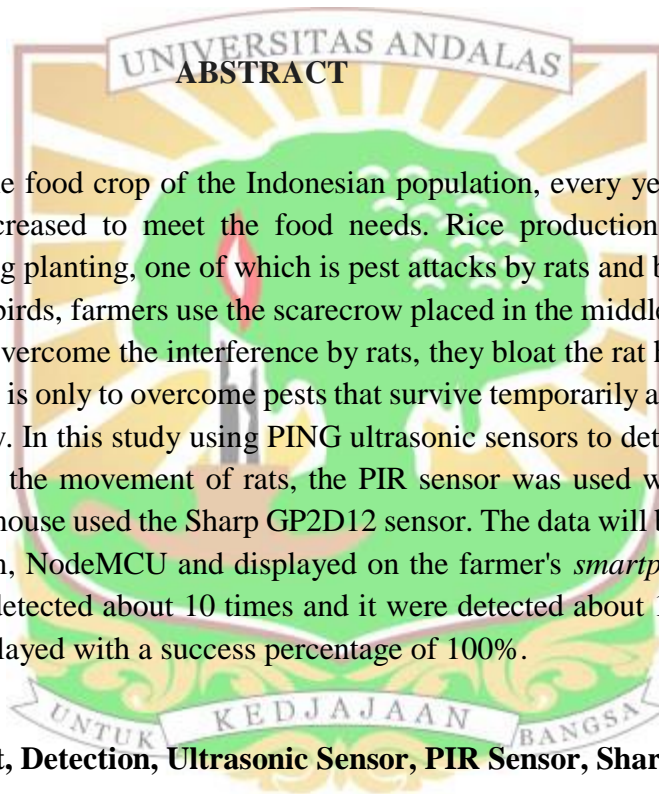 UNIVERSITAS ANDALAS
ABSTRACT
e food crop of the Indonesian population, every ye
creased to meet the food needs. Rice production
g planting, one of which is pest attacks by rats and b
birds, farmers use the scarecrow placed in the middle
vercome the interference by rats, they bloat the rat
is only to overcome pests that survive temporarily a
. In this study using PING ultrasonic sensors to det
the movement of rats, the PIR sensor was used w
house used the Sharp GP2D12 sensor. The data will
, NodeMCU and displayed on the farmer's smartp
detected about 10 times and it were detected about 1
layed with a success percentage of 100%.
UNTUK KEDJAJAAN BANGSA
t, Detection, Ultrasonic Sensor, PIR Sensor, Shar